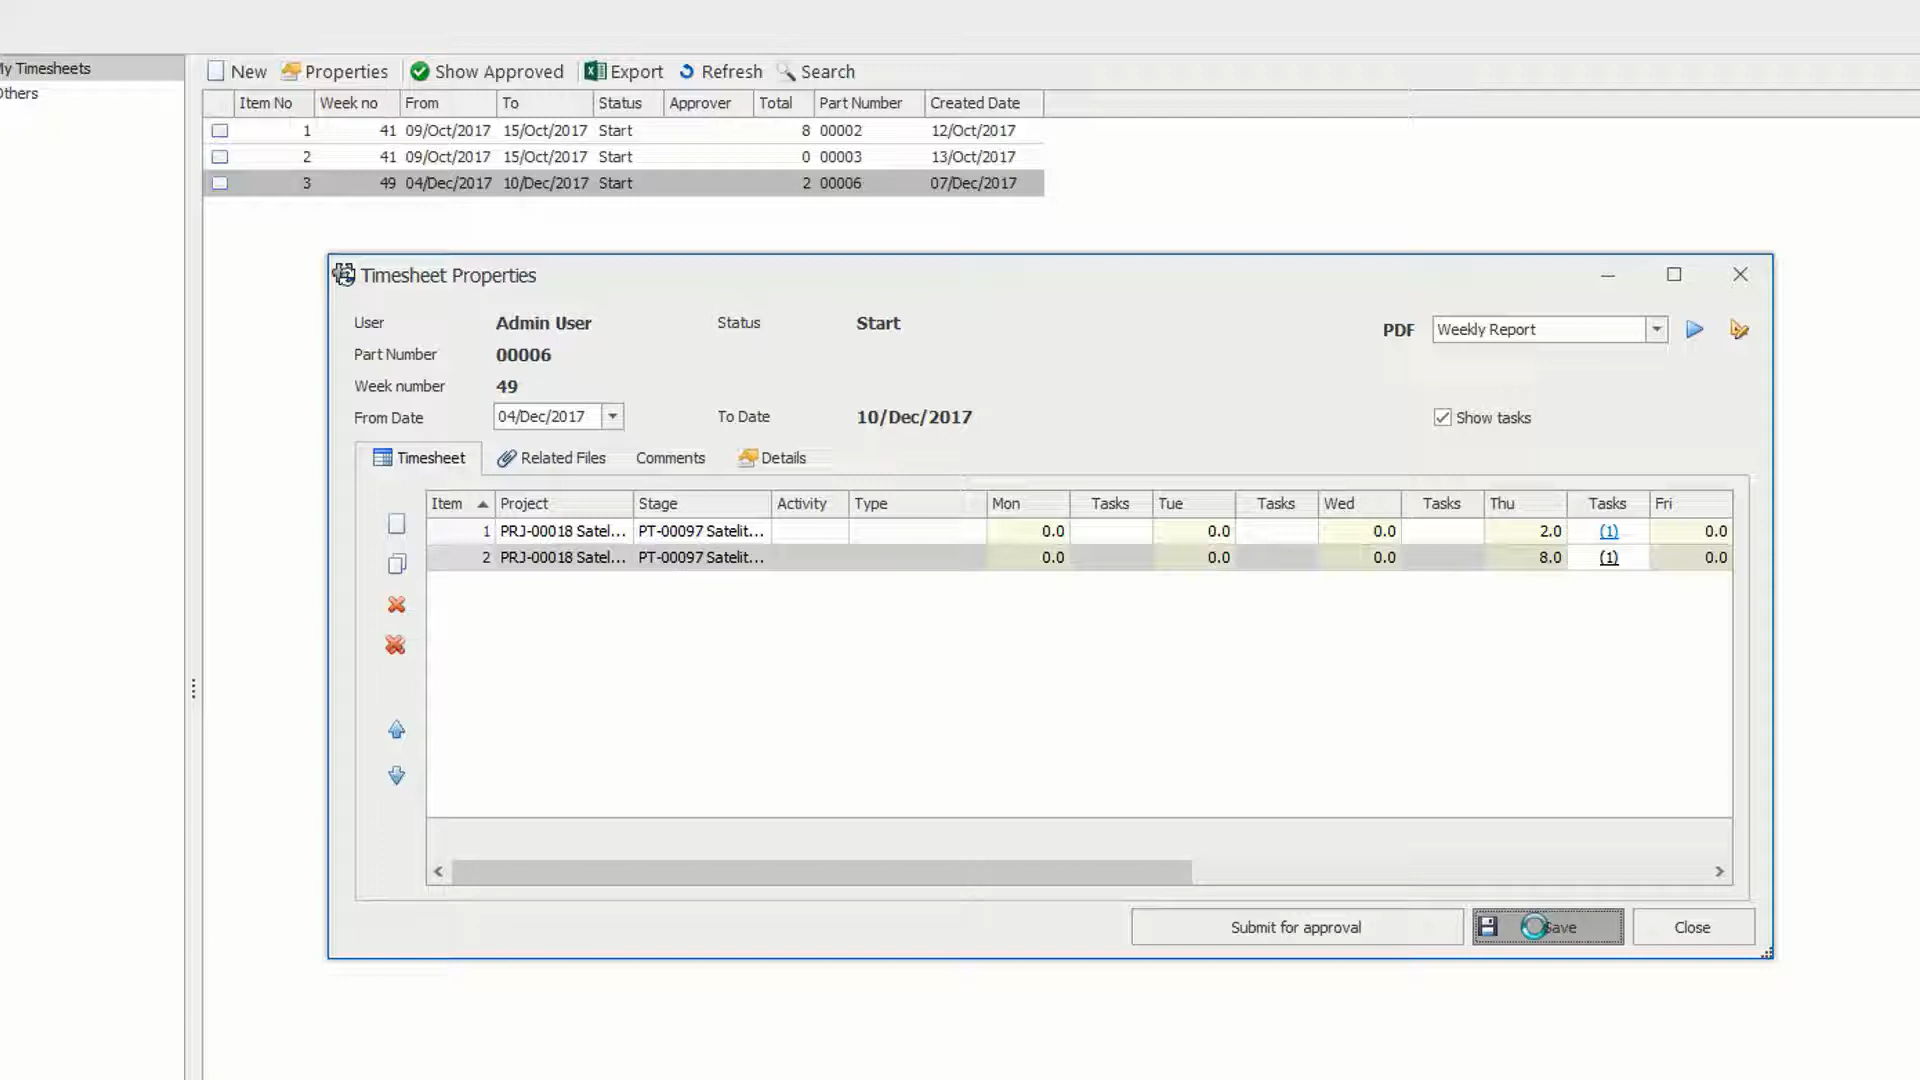 My Timesheets
Others
New Properties Show Approved Export Refresh Search
Item No Week no From To Status Approver Total Part Number Created Date
1 41 09/Oct/2017 15/Oct/2017 Start 8 00002 12/Oct/2017
2 41 09/Oct/2017 15/Oct/2017 Start 0 00003 13/Oct/2017
3 49 04/Dec/2017 10/Dec/2017 Start 2 00006 07/Dec/2017
Timesheet Properties
User Admin User Status Start PDF Weekly Report
Part Number 00006
Week number 49
From Date 04/Dec/2017 To Date 10/Dec/2017 Show tasks
Timesheet Related Files Comments Details
Item Project Stage Activity Type Mon Tasks Tue Tasks Wed Tasks Thu Tasks Fri
1 PRJ-00018 Satel... PT-00097 Satelit... 0.0 0.0 0.0 2.0 (1) 0.0
2 PRJ-00018 Satel... PT-00097 Satelit... 0.0 0.0 0.0 8.0 (1) 0.0
Submit for approval Save Close